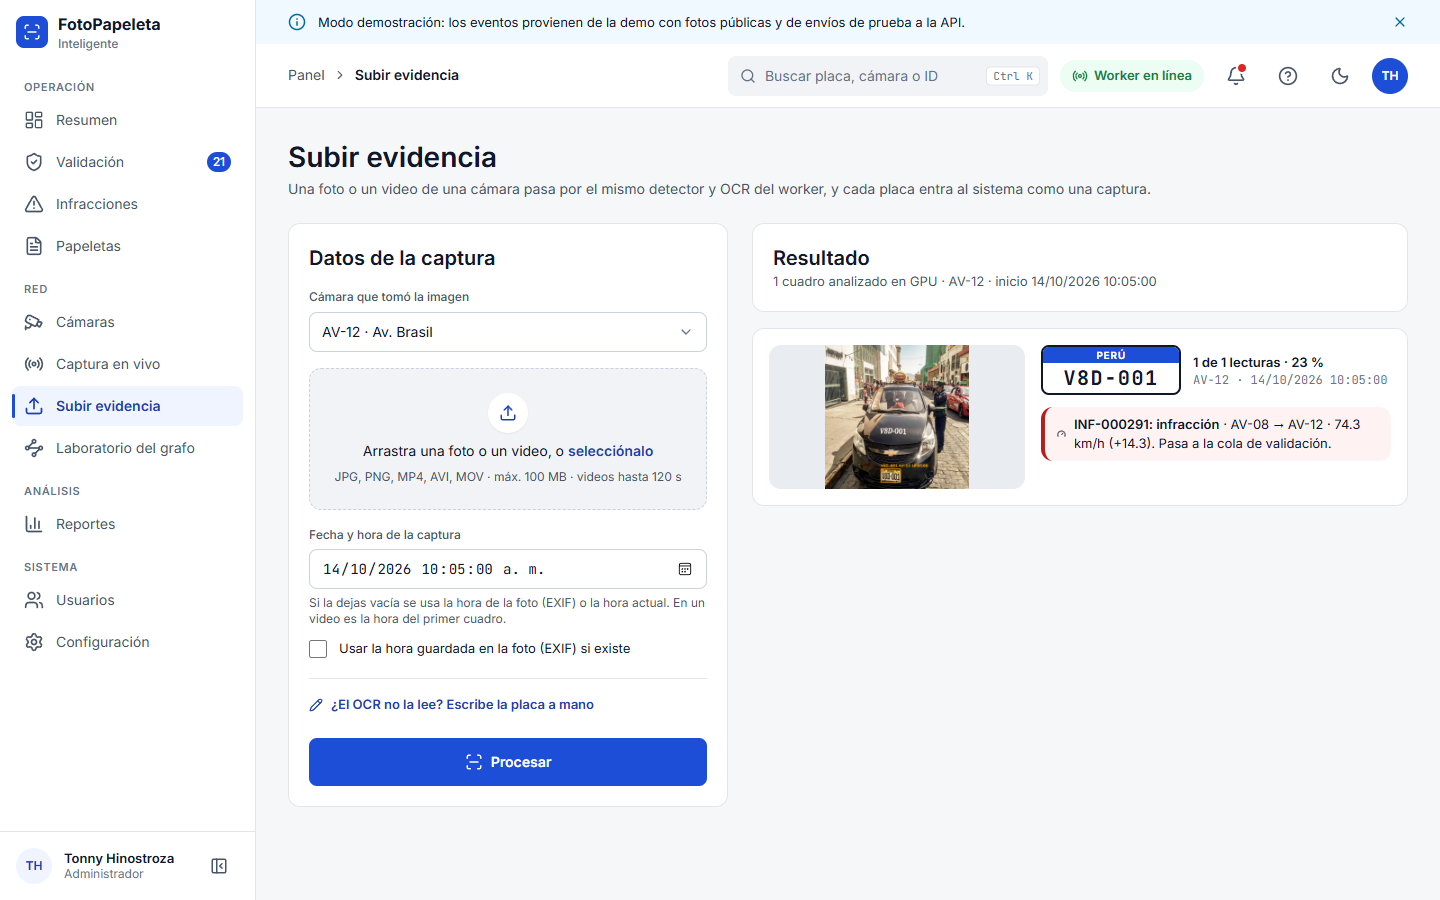 FotoPapeleta
Inteligente
OPERACIÓN
Resumen
Validación 21
Infracciones
Papeletas
RED
Cámaras
Captura en vivo
Subir evidencia
Laboratorio del grafo
ANÁLISIS
Reportes
SISTEMA
Usuarios
Configuración
TH Tonny Hinostroza
Administrador
Modo demostración: los eventos provienen de la demo con fotos públicas y de envíos de prueba a la API.
Panel > Subir evidencia
Buscar placa, cámara o ID Ctrl K
Worker en línea
TH
Subir evidencia
Una foto o un video de una cámara pasa por el mismo detector y OCR del worker, y cada placa entra al sistema como una captura.
Datos de la captura
Cámara que tomó la imagen
AV-12 · Av. Brasil
Arrastra una foto o un video, o selecciónalo
JPG, PNG, MP4, AVI, MOV · máx. 100 MB · videos hasta 120 s
Fecha y hora de la captura
14/10/2026 10:05:00 a. m.
Si la dejas vacía se usa la hora de la foto (EXIF) o la hora actual. En un
video es la hora del primer cuadro.
Usar la hora guardada en la foto (EXIF) si existe
¿El OCR no la lee? Escribe la placa a mano
Procesar
Resultado
1 cuadro analizado en GPU · AV-12 · inicio 14/10/2026 10:05:00
V8D-001
PERÚ
V8D-001
1 de 1 lecturas · 23 %
AV-12 · 14/10/2026 10:05:00
INF-000291: infracción · AV-08 → AV-12 · 74.3
km/h (+14.3). Pasa a la cola de validación.